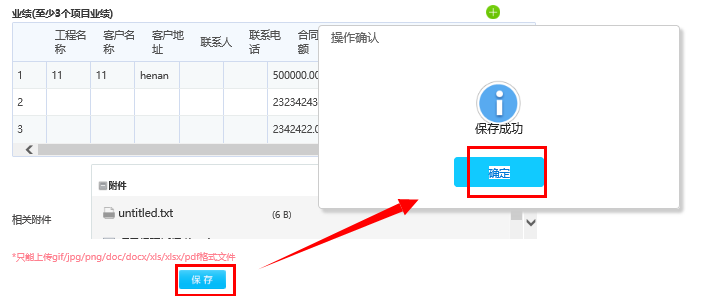 业绩(至少3个项目业绩)
工程名称 客户名称 客户地址 联系人 联系电话 合同额
1 11 11 henan 500000.00
2 23234243
3 2342422.0
操作确认
保存成功
确定
附件
相关附件
untitled.txt (6 B)
*只能上传gif/jpg/png/doc/docx/xls/xlsx/pdf格式文件
保存